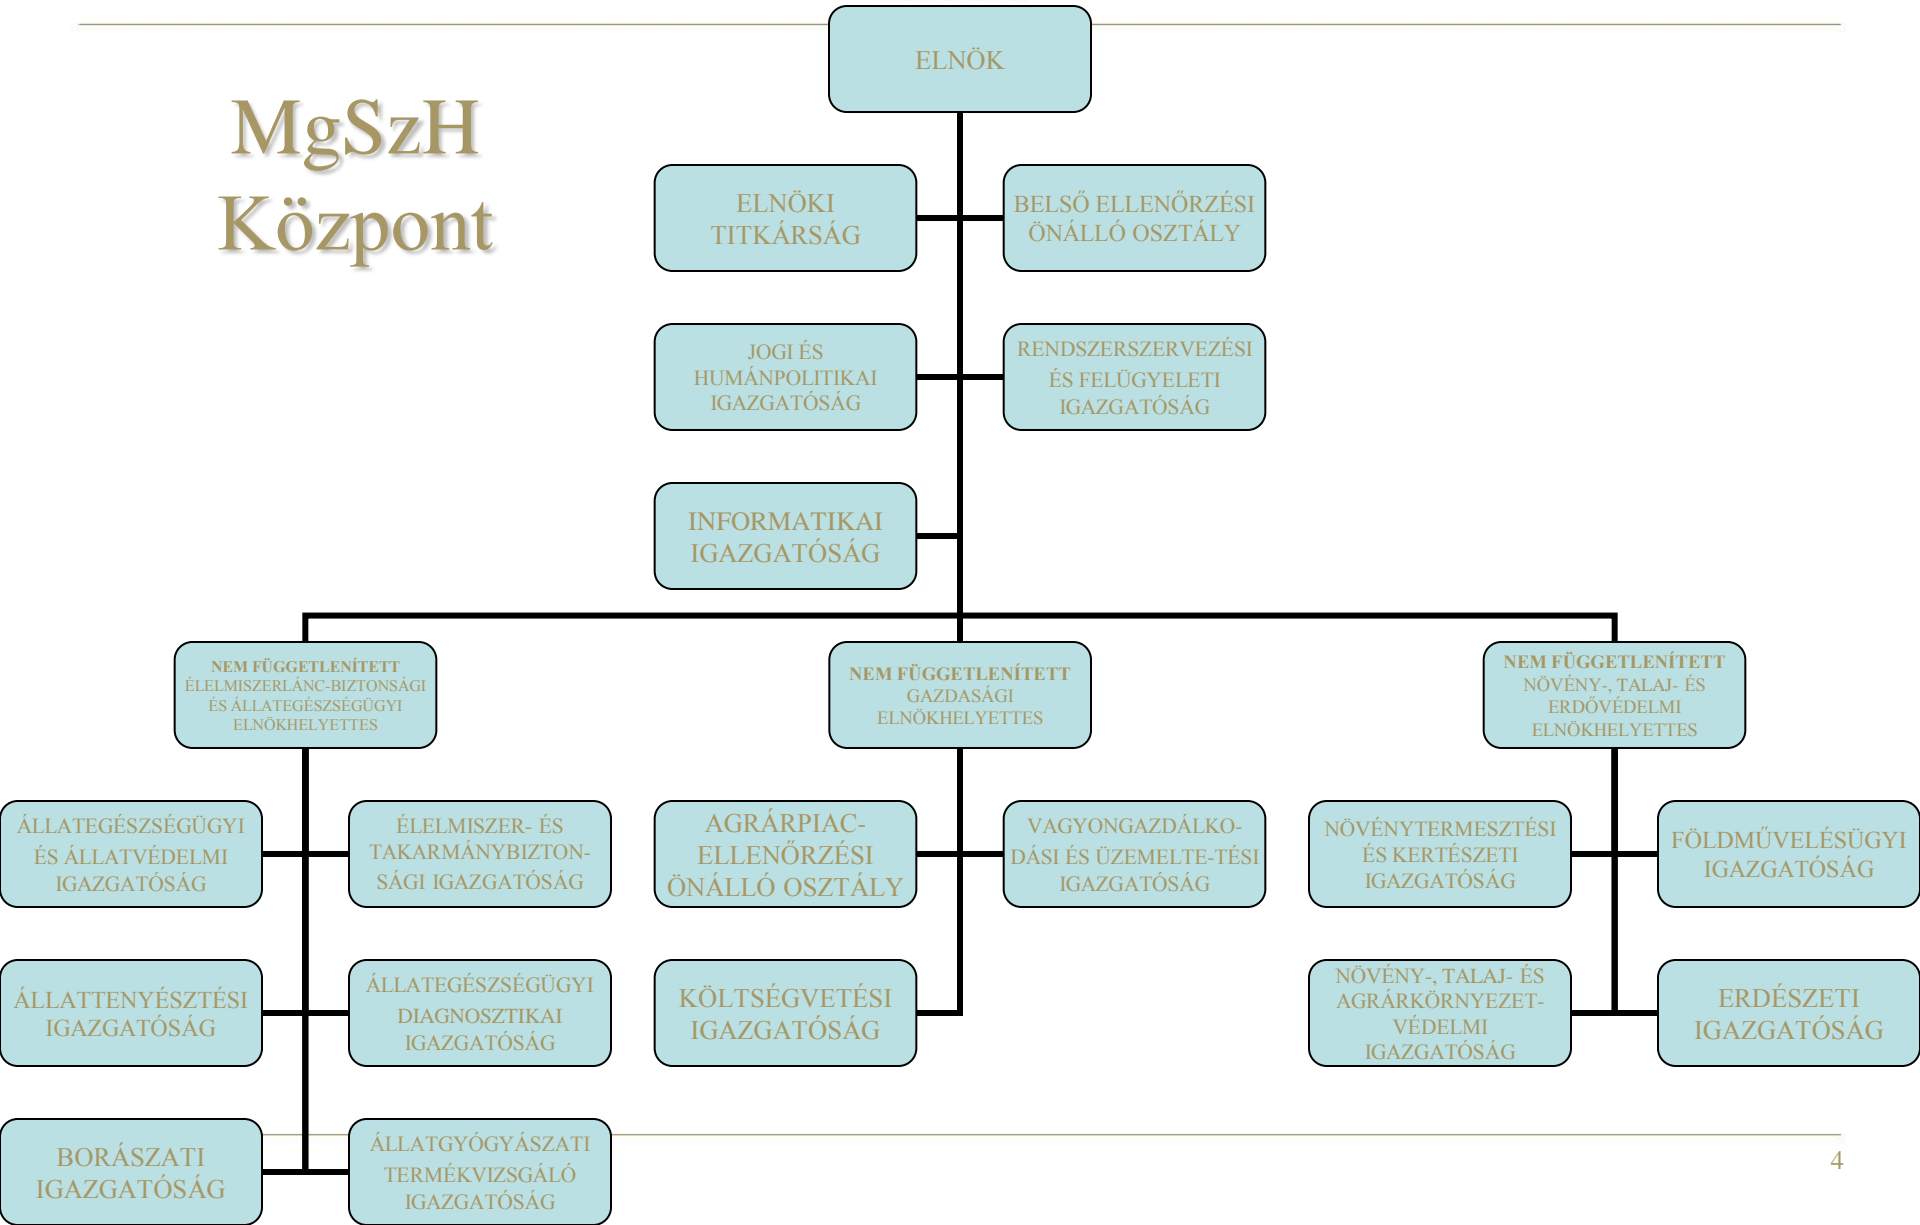 ELNÖK
MgSzH
Központ
ELNÖKI
TITKÁRSÁG
BELSŐ ELLENŐRZÉSI
ÖNÁLLÓ OSZTÁLY
JOGI ÉS
HUMÁNPOLITIKAI
IGAZGATÓSÁG
RENDSZERSZERVEZÉSI
ÉS FELÜGYELETI
IGAZGATÓSÁG
INFORMATIKAI
IGAZGATÓSÁG
NEM FÜGGETLENÍTETT
ÉLELMISZERLÁNC-BIZTONSÁGI
ÉS ÁLLATEGÉSZSÉGÜGYI
ELNÖKHELYETTES
NEM FÜGGETLENÍTETT
GAZDASÁGI
ELNÖKHELYETTES
NEM FÜGGETLENÍTETT
NÖVÉNY-, TALAJ- ÉS
ERDŐVÉDELMI
ELNÖKHELYETTES
ÁLLATEGÉSZSÉGÜGYI
ÉS ÁLLATVÉDELMI
IGAZGATÓSÁG
ÉLELMISZER- ÉS
TAKARMÁNYBIZTON-
SÁGI IGAZGATÓSÁG
AGRÁRPIAC-
ELLENŐRZÉSI
ÖNÁLLÓ OSZTÁLY
VAGYONGAZDÁLKO-
DÁSI ÉS ÜZEMELTE-TÉSI
IGAZGATÓSÁG
NÖVÉNYTERMESZTÉSI
ÉS KERTÉSZETI
IGAZGATÓSÁG
FÖLDMŰVELÉSÜGYI
IGAZGATÓSÁG
ÁLLATTENYÉSZTÉSI
IGAZGATÓSÁG
ÁLLATEGÉSZSÉGÜGYI
DIAGNOSZTIKAI
IGAZGATÓSÁG
KÖLTSÉGVETÉSI
IGAZGATÓSÁG
NÖVÉNY-, TALAJ- ÉS
AGRÁRKÖRNYEZET-
VÉDELMI
IGAZGATÓSÁG
ERDÉSZETI
IGAZGATÓSÁG
BORÁSZATI
IGAZGATÓSÁG
ÁLLATGYÓGYÁSZATI
TERMÉKVIZSGÁLÓ
IGAZGATÓSÁG
4